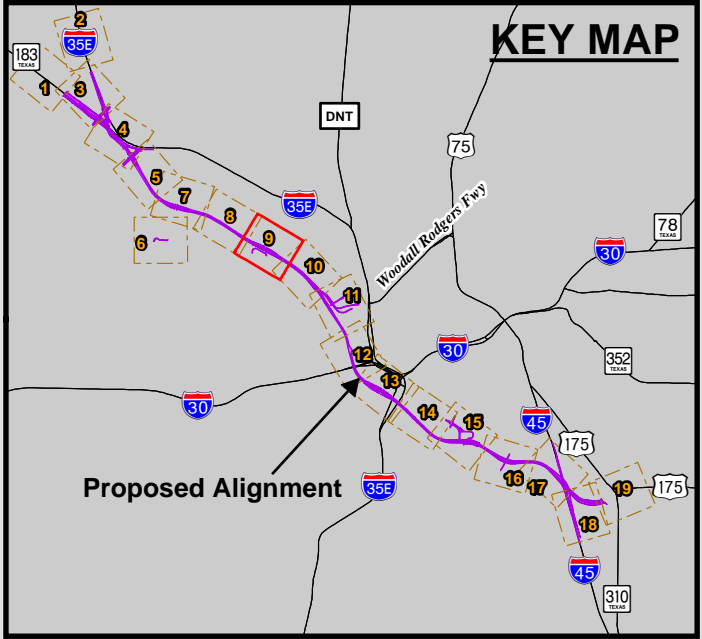 KEY MAP
2
35E
183
TEXAS
1
3
4
DNT
75
5
7
35E
Woodall Rodgers Fwy
8
78
TEXAS
6
9
30
10
11
12
30
352
TEXAS
13
30
14
15
45
175
Proposed Alignment
35E
16
17
19
175
18
45
310
TEXAS